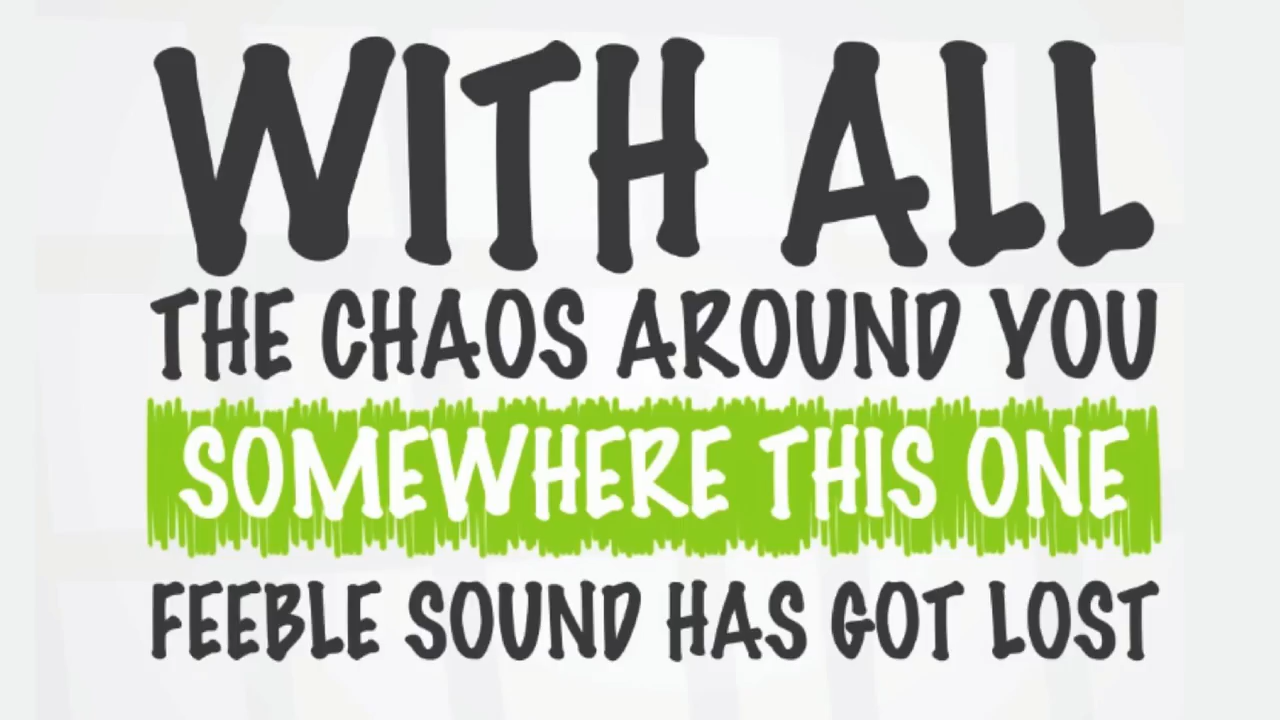 WITH ALL
THE CHAOS AROUND YOU
SOMEWHERE THIS ONE
FEEBLE SOUND HAS GOT LOST